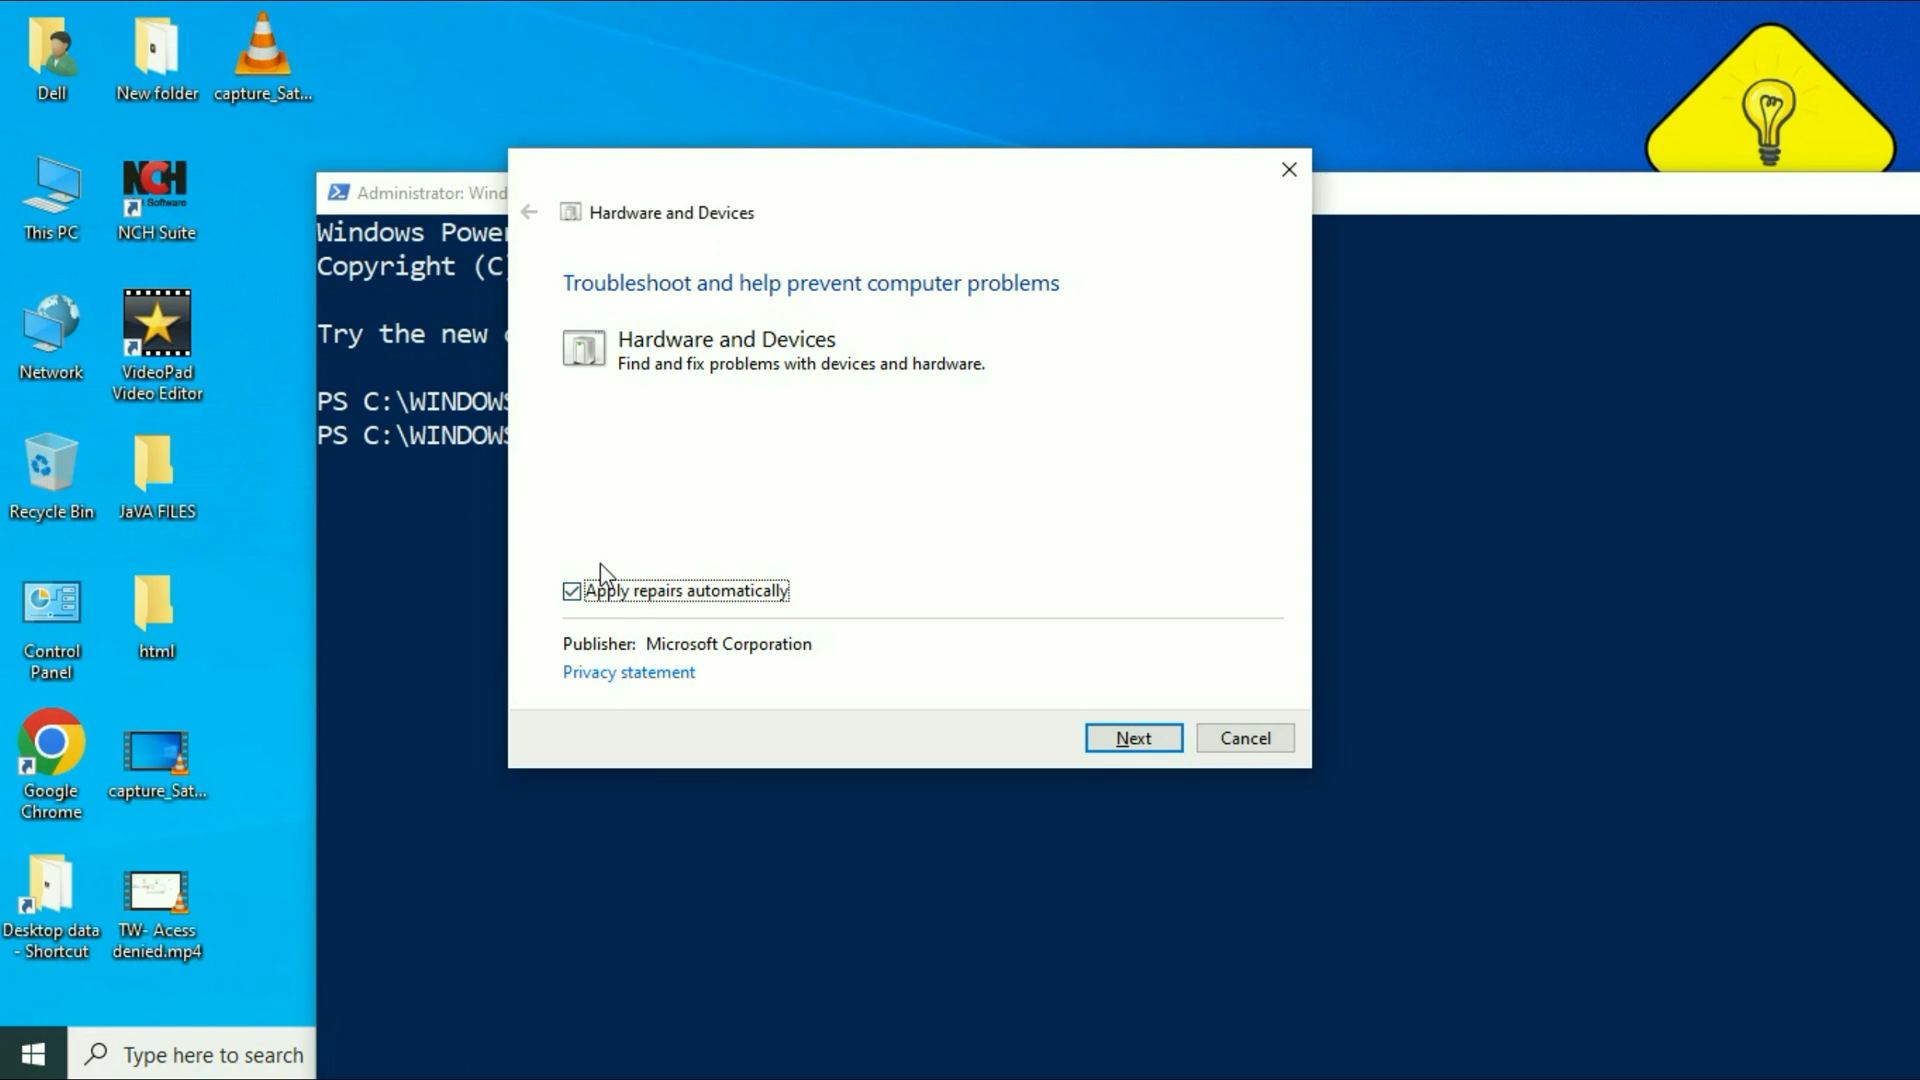 Dell
New folder
capture_Sat...
This PC
NCH
Software
NCH Suite
Network
VideoPad
Video Editor
Recycle Bin
JaVA FILES
Control
Panel
html
Google
Chrome
capture_Sat...
Desktop data
- Shortcut
TW- Acess
denied.mp4
Type here to search
Administrator: Wind
Windows Power
Copyright (C)
Try the new
PS C:\WINDOWS
PS C:\WINDOWS
Hardware and Devices
Troubleshoot and help prevent computer problems
Hardware and Devices
Find and fix problems with devices and hardware.
Apply repairs automatically
Publisher: Microsoft Corporation
Privacy statement
Next
Cancel